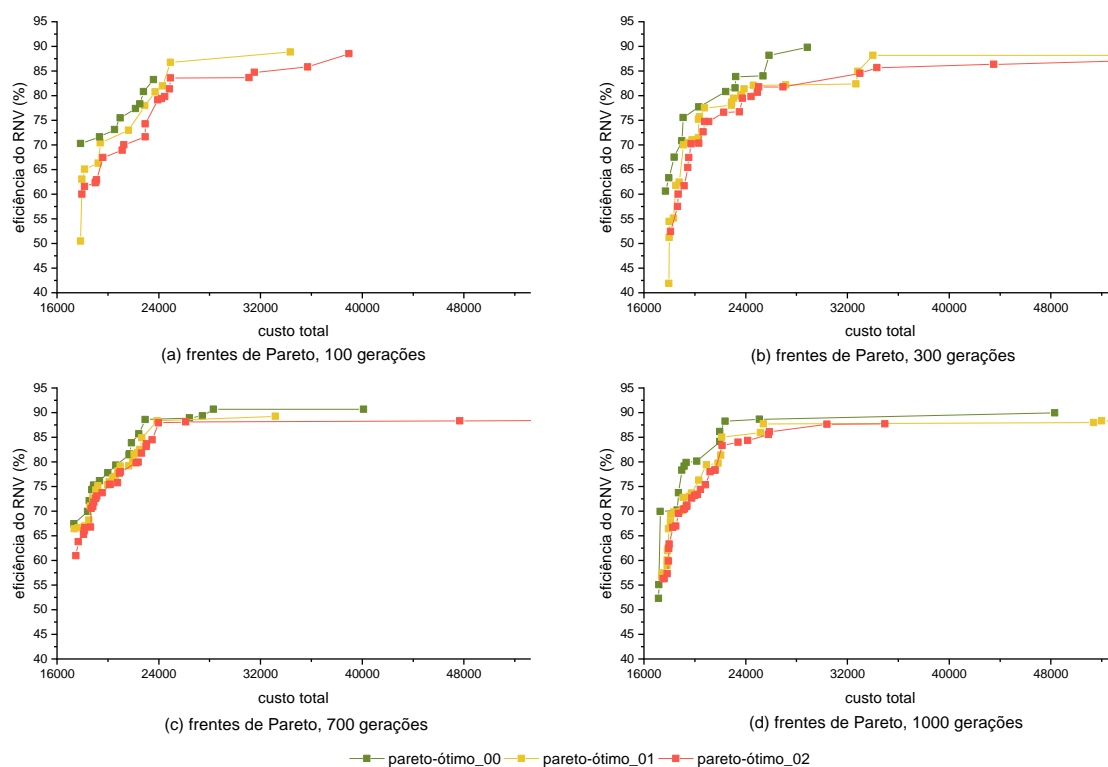 95
90
85
80
75
70
65
60
55
50
45
40
eficiência do RNV (%)
16000 24000 32000 40000 48000
custo total
(a) frentes de Pareto, 100 gerações
95
90
85
80
75
70
65
60
55
50
45
40
eficiência do RNV (%)
16000 24000 32000 40000 48000
custo total
(b) frentes de Pareto, 300 gerações
95
90
85
80
75
70
65
60
55
50
45
40
eficiência do RNV (%)
16000 24000 32000 40000 48000
custo total
(c) frentes de Pareto, 700 gerações
95
90
85
80
75
70
65
60
55
50
45
40
eficiência do RNV (%)
16000 24000 32000 40000 48000
custo total
(d) frentes de Pareto, 1000 gerações
pareto-ótimo_00 pareto-ótimo_01 pareto-ótimo_02